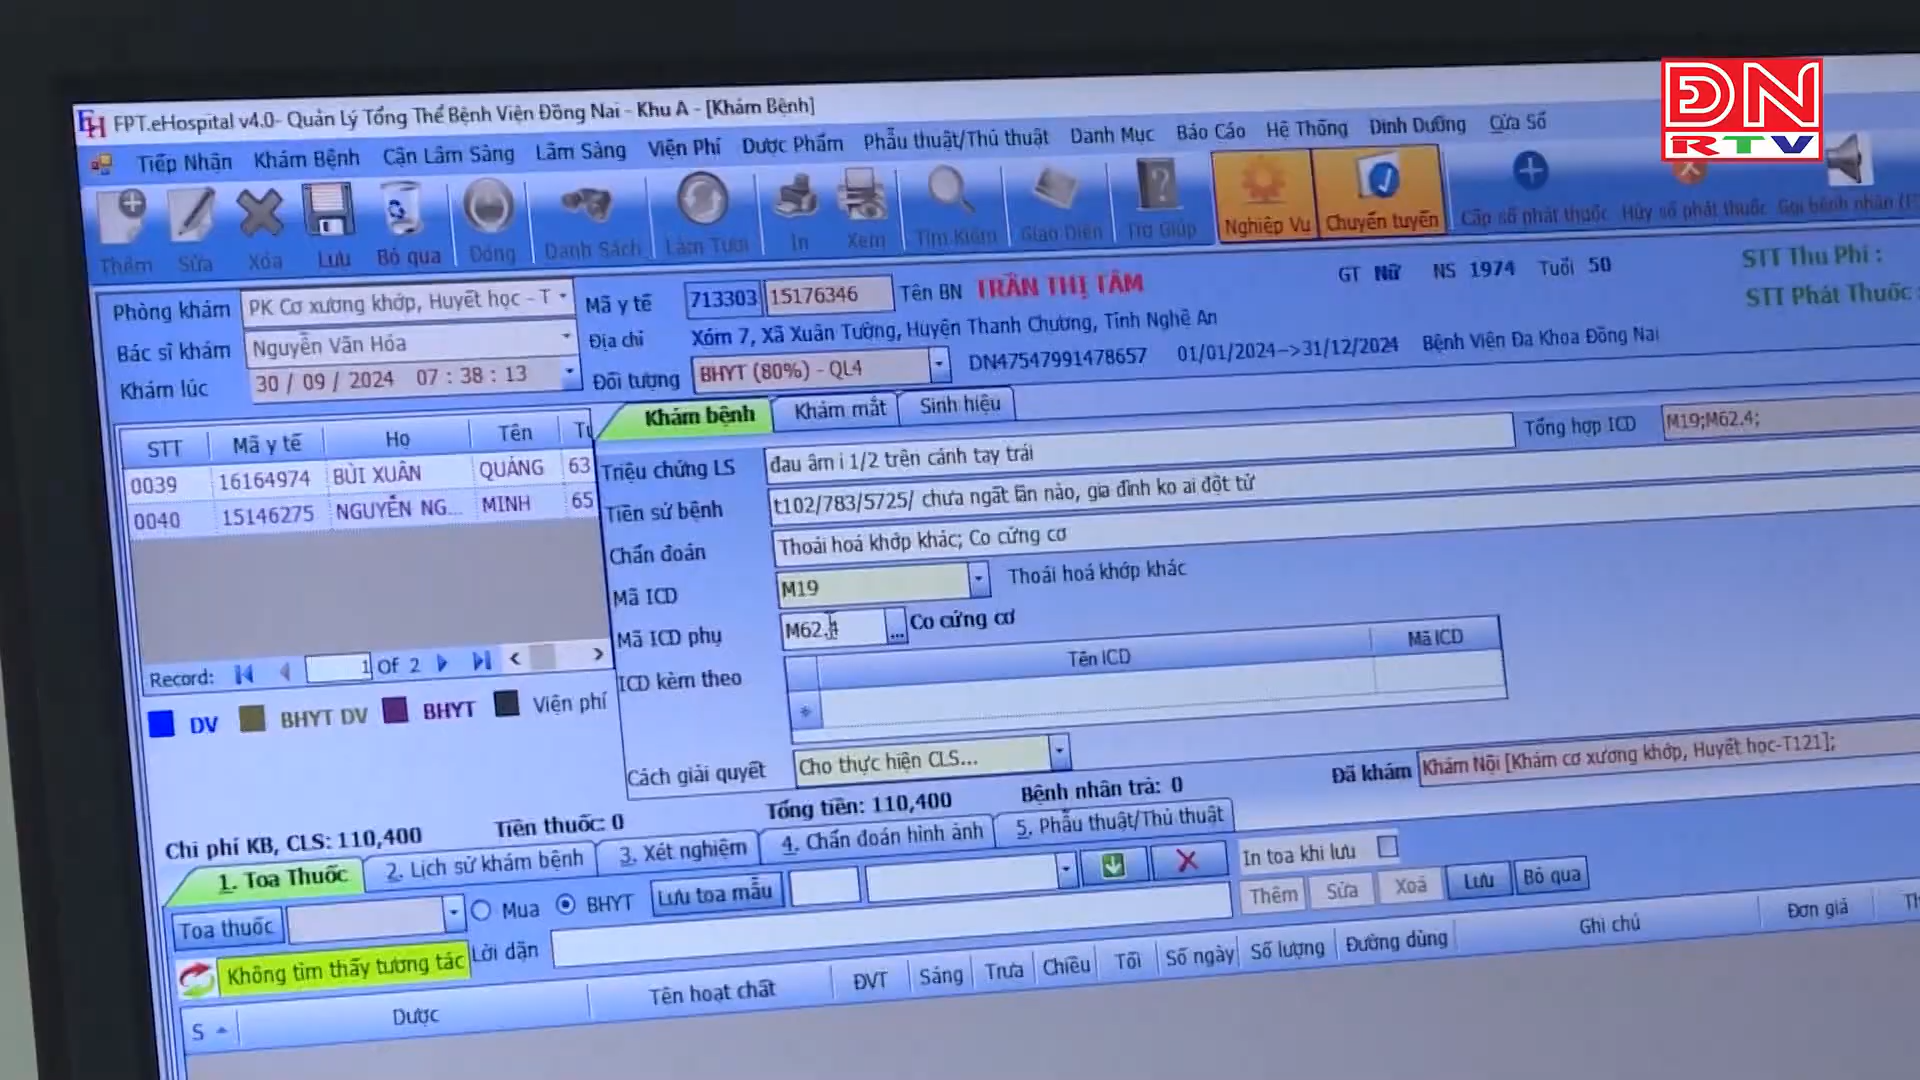 DN
RTV
FPT.eHospital v4.0- Quản Lý Tổng Thể Bệnh Viện Đồng Nai - Khu A - [Khám Bệnh]
Tiếp Nhận Khám Bệnh Cận Lâm Sàng Lâm Sàng Viện Phí Dược Phẩm Phẫu thuật/Thủ thuật Danh Mục Báo Cáo Hệ Thống Dinh Dưỡng Cửa Sổ
Thêm Sửa Xóa Lưu Bỏ qua Đóng Danh Sách Làm Tươi In Xem Tìm Kiếm Giao Diện Trợ Giúp Nghiệp Vụ Chuyển tuyến Cấp số phát thuốc Hủy số phát thuốc Gọi bệnh nhân
Phòng khám PK Cơ xương khớp, Huyết học - T Mã y tế 713303 15176346 Tên BN TRẦN THỊ TÂM GT Nữ NS 1974 Tuổi 50 STT Thu Phí :
Bác sĩ khám Nguyễn Văn Hóa Địa chỉ Xóm 7, Xã Xuân Tường, Huyện Thanh Chương, Tỉnh Nghệ An STT Phát Thuốc :
Khám lúc 30 / 09 / 2024 07 : 38 : 13 Đối tượng BHYT (80%) - QL4 DN47547991478657 01/01/2024->31/12/2024 Bệnh Viện Đa Khoa Đồng Nai
Khám bệnh Khám mắt Sinh hiệu
STT Mã y tế Họ Tên
0039 16164974 BÙI XUÂN QUẢNG 63
0040 15146275 NGUYỄN NG... MINH 65
Record: 1 Of 2
DV BHYT DV BHYT Viện phí
Triệu chứng LS đau âm i 1/2 trên cánh tay trái Tổng hợp ICD M19;M62.4;
Tiền sử bệnh t102/783/5725/ chưa ngất lần nào, gia đình ko ai đột tử
Chẩn đoán Thoái hoá khớp khác; Co cứng cơ
Mã ICD M19 Thoái hoá khớp khác
Mã ICD phụ M62.4 ... Co cứng cơ
ICD kèm theo Tên ICD Mã ICD
Cách giải quyết Cho thực hiện CLS... Đã khám Khám Nội [Khám cơ xương khớp, Huyết học-T121];
Chi phí KB, CLS: 110,400 Tiền thuốc: 0 Tổng tiền: 110,400 Bệnh nhân trả: 0
1. Toa Thuốc 2. Lịch sử khám bệnh 3. Xét nghiệm 4. Chẩn đoán hình ảnh 5. Phẫu thuật/Thủ thuật
Toa thuốc Mua BHYT Lưu toa mẫu In toa khi lưu
Thêm Sửa Xoá Lưu Bỏ qua
Không tìm thấy tương tác Lời dặn
S Dược Tên hoạt chất ĐVT Sáng Trưa Chiều Tối Số ngày Số lượng Đường dùng Ghi chú Đơn giá